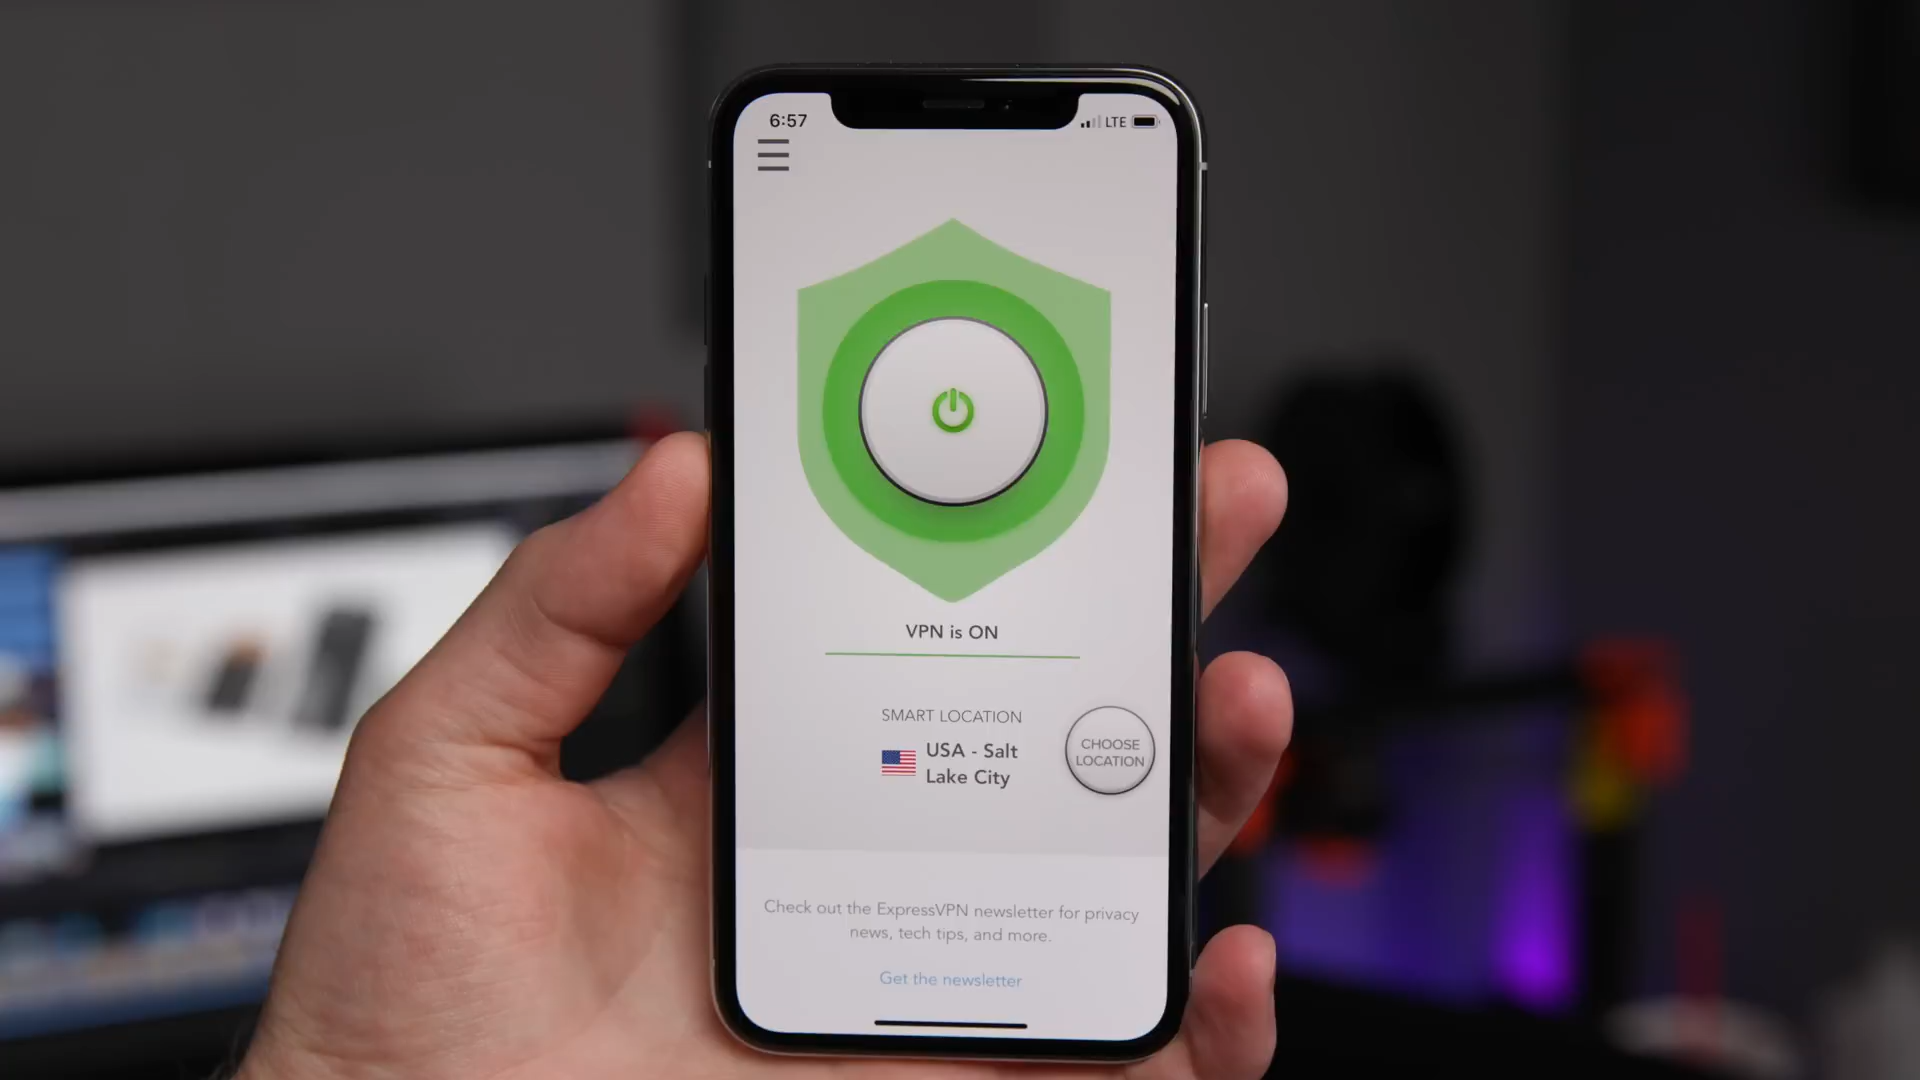 6:57
LTE
VPN is ON
SMART LOCATION
USA - Salt
Lake City
CHOOSE
LOCATION
Check out the ExpressVPN newsletter for privacy
news, tech tips, and more.
Get the newsletter